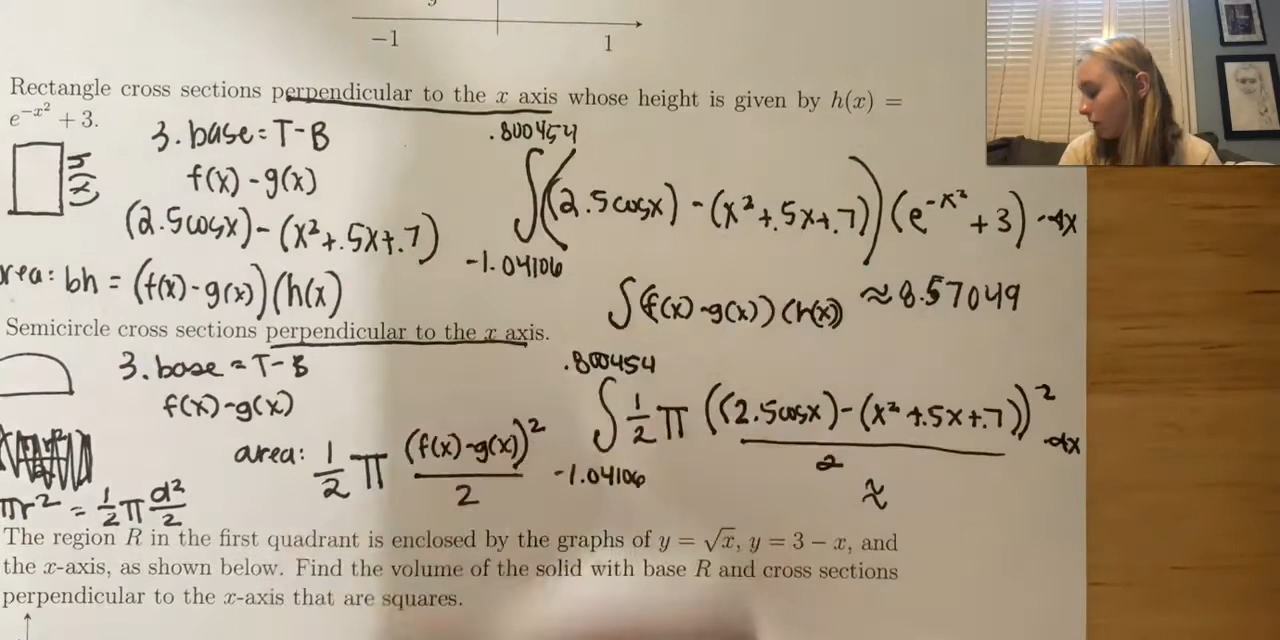 −1 1
Rectangle cross sections perpendicular to the x axis whose height is given by h(x) =
e^{-x^2} + 3.
3. base = T-B
f(x) - g(x)
(2.5cosx) - (x²+.5x+.7)
h(x)
rea: bh = (f(x)-g(x))(h(x)
.800454
∫((2.5cosx) - (x²+.5x+.7))(e^{-x²} + 3) dx
-1.04106
∫(f(x)-g(x))(h(x)) ≈ 8.57049
Semicircle cross sections perpendicular to the x axis.
3. base = T-B
f(x)-g(x)
area: 1/2 π (f(x)-g(x))²/2
πr² = 1/2 π d²/2
.800454
∫ 1/2 π ((2.5cosx)-(x²+.5x+.7))²/2 dx
-1.04106
≈
The region R in the first quadrant is enclosed by the graphs of y = √x, y = 3 − x, and
the x-axis, as shown below. Find the volume of the solid with base R and cross sections
perpendicular to the x-axis that are squares.